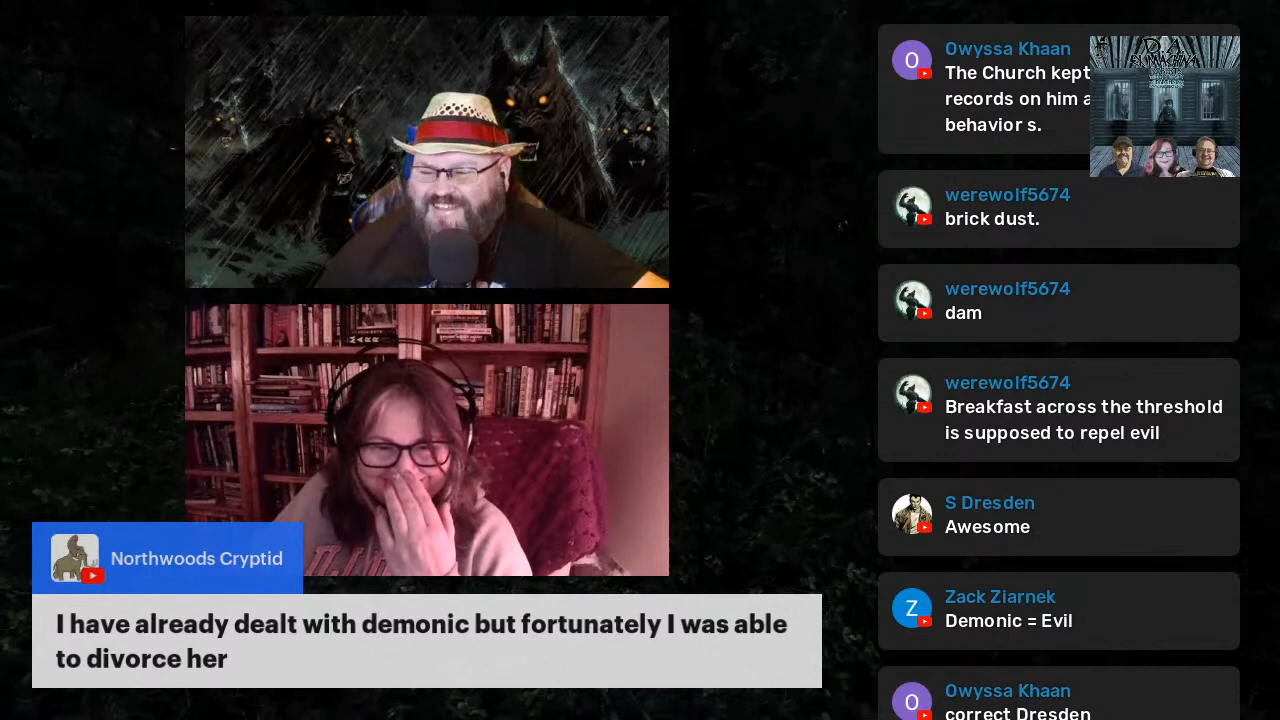 Northwoods Cryptid
I have already dealt with demonic but fortunately I was able
to divorce her
O
Owyssa Khaan
The Church kept
records on him a
behavior s.
werewolf5674
brick dust.
werewolf5674
dam
werewolf5674
Breakfast across the threshold
is supposed to repel evil
S Dresden
Awesome
Z
Zack Ziarnek
Demonic = Evil
O
Owyssa Khaan
correct Dresden